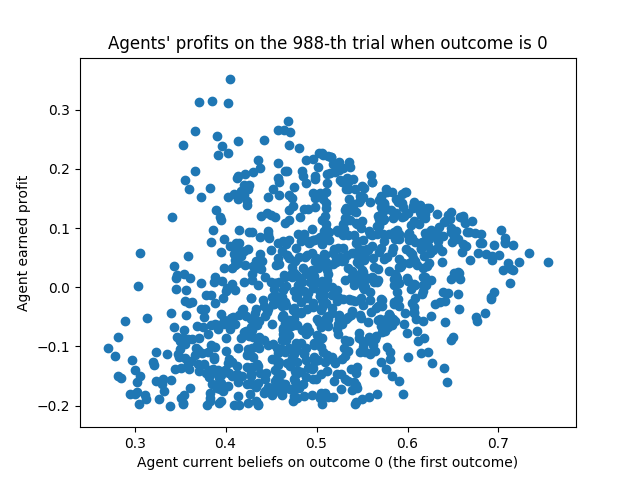 Agents' profits on the 988-th trial when outcome is 0
Agent earned profit
0.3
0.2
0.1
0.0
−0.1
−0.2
0.3 0.4 0.5 0.6 0.7
Agent current beliefs on outcome 0 (the first outcome)